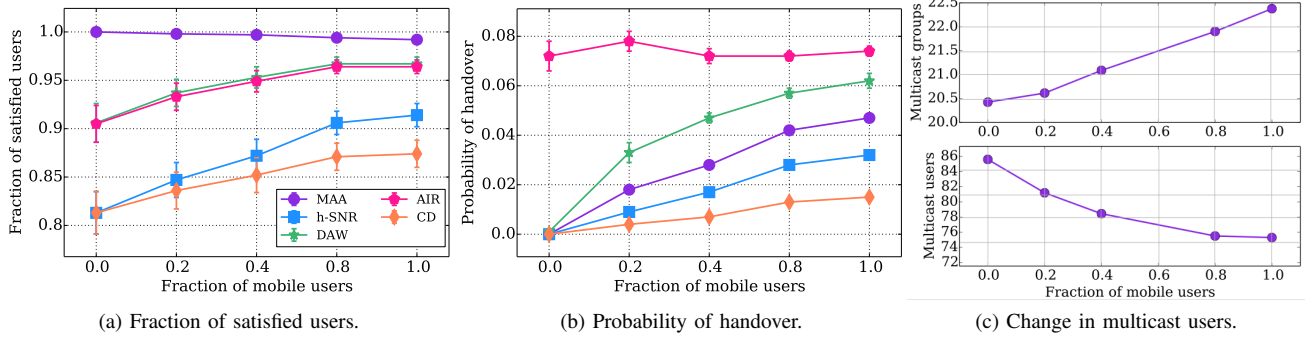 Fraction of satisfied users
1.0
0.95
0.9
0.85
0.8
MAA
h-SNR
DAW
AIR
CD
0.0 0.2 0.4 0.8 1.0
Fraction of mobile users
(a) Fraction of satisfied users.
Probability of handover
0.08
0.06
0.04
0.02
0.0
0.0 0.2 0.4 0.8 1.0
Fraction of mobile users
(b) Probability of handover.
Multicast groups
22.5
22.0
21.5
21.0
20.5
20.0
0.0 0.2 0.4 0.6 0.8 1.0
Multicast users
86
84
82
80
78
76
74
72
0.0 0.2 0.4 0.6 0.8 1.0
Fraction of mobile users
(c) Change in multicast users.